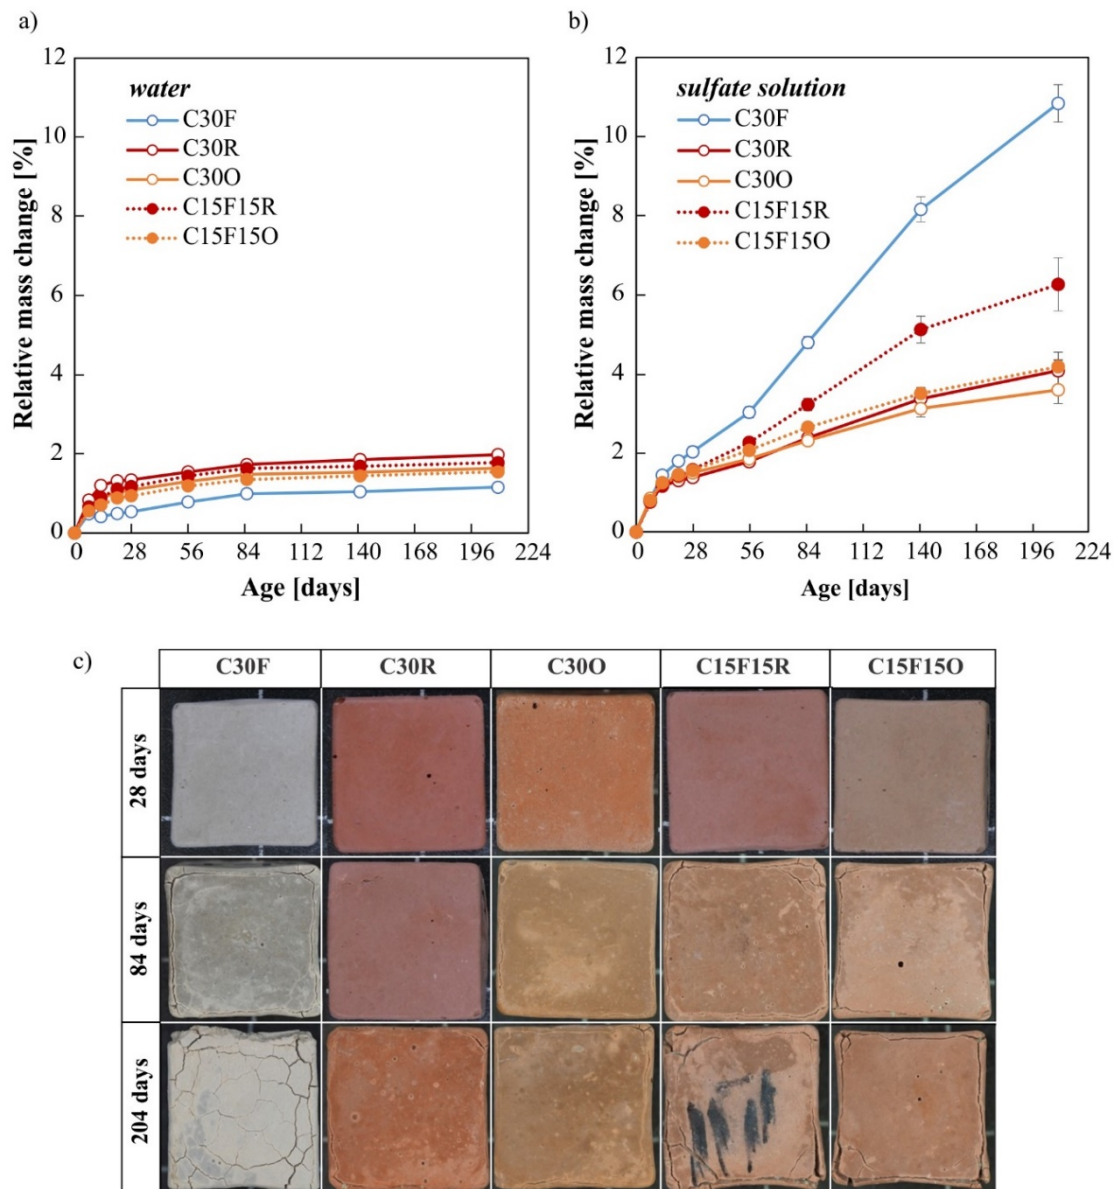 a)
12
10
8
6
4
2
0
Relative mass change [%]
water
C30F
C30R
C30O
C15F15R
C15F15O
0 28 56 84 112 140 168 196 224
Age [days]
b)
12
10
8
6
4
2
0
Relative mass change [%]
sulfate solution
C30F
C30R
C30O
C15F15R
C15F15O
0 28 56 84 112 140 168 196 224
Age [days]
c)
C30F C30R C30O C15F15R C15F15O
28 days
84 days
204 days